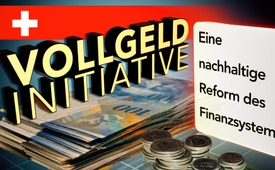 VOLLGELD
INITIATIVE
Eine
nachhaltige
Reform des
Finanzsystems